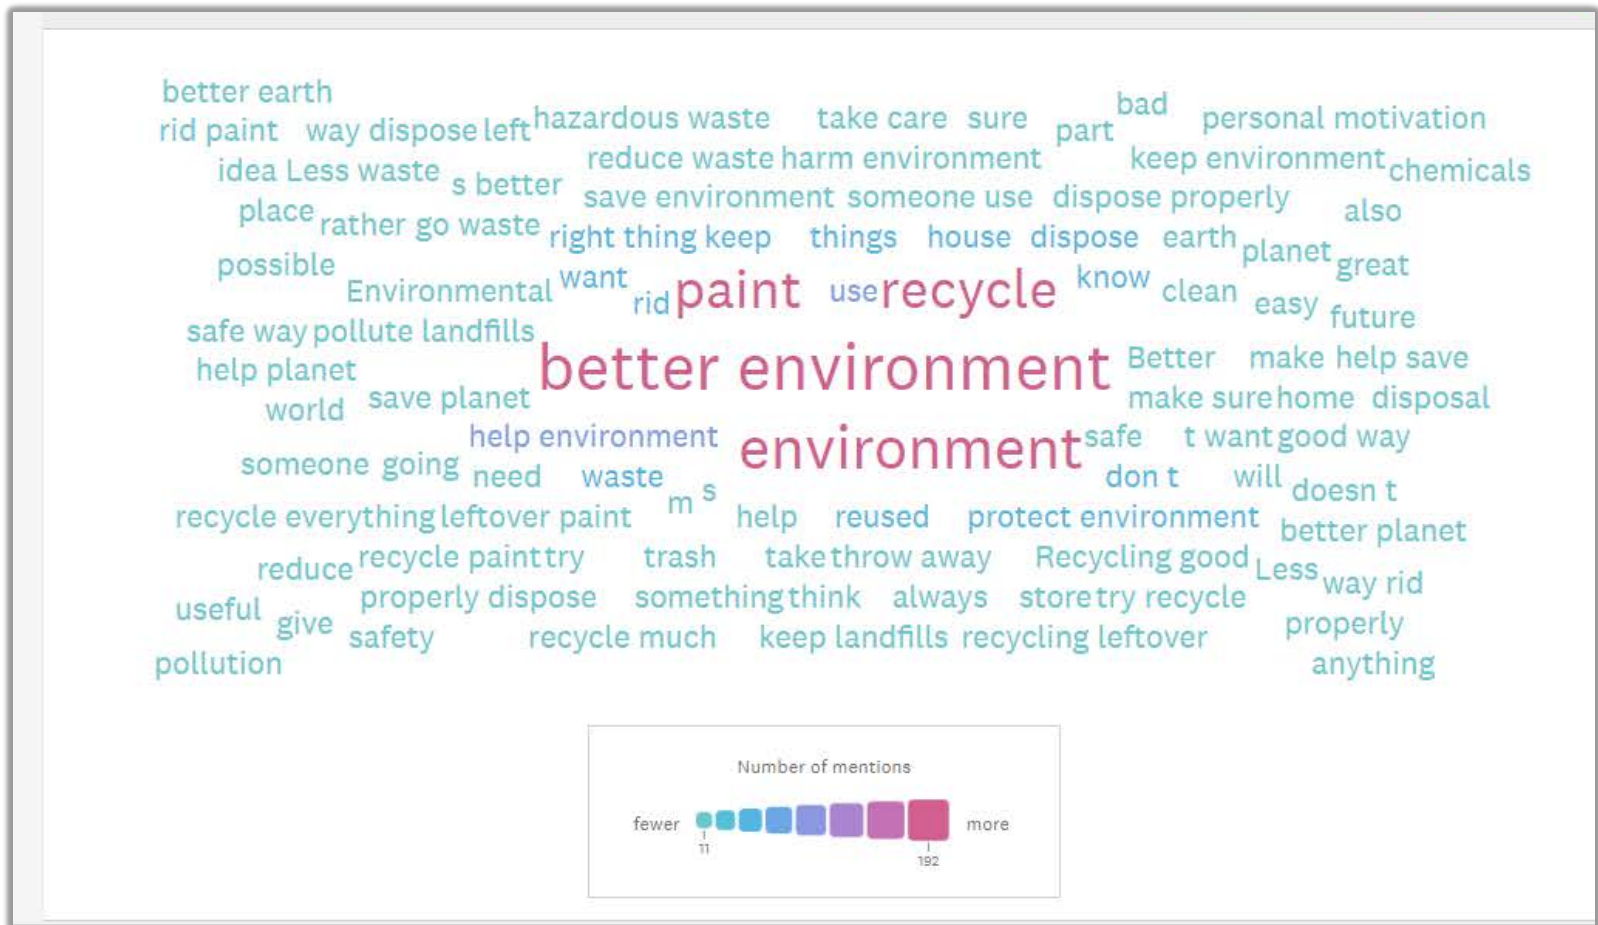 better earth
rid paint way dispose left hazardous waste take care sure part bad personal motivation
idea Less waste s better reduce waste harm environment keep environment chemicals
place rather go waste save environment someone use dispose properly also
right thing keep things house dispose earth planet great
possible Environmental want rid paint use recycle know clean easy future
safe way pollute landfills
help planet save planet better environment Better make help save
world make sure home disposal
help environment environment safe t want good way
someone going need waste m s don t will doesn t
recycle everything leftover paint help reused protect environment better planet
reduce recycle paint try trash take throw away Recycling good Less way rid
useful give properly dispose something think always store try recycle properly
safety recycle much keep landfills recycling leftover
pollution anything
Number of mentions
fewer more
11 192